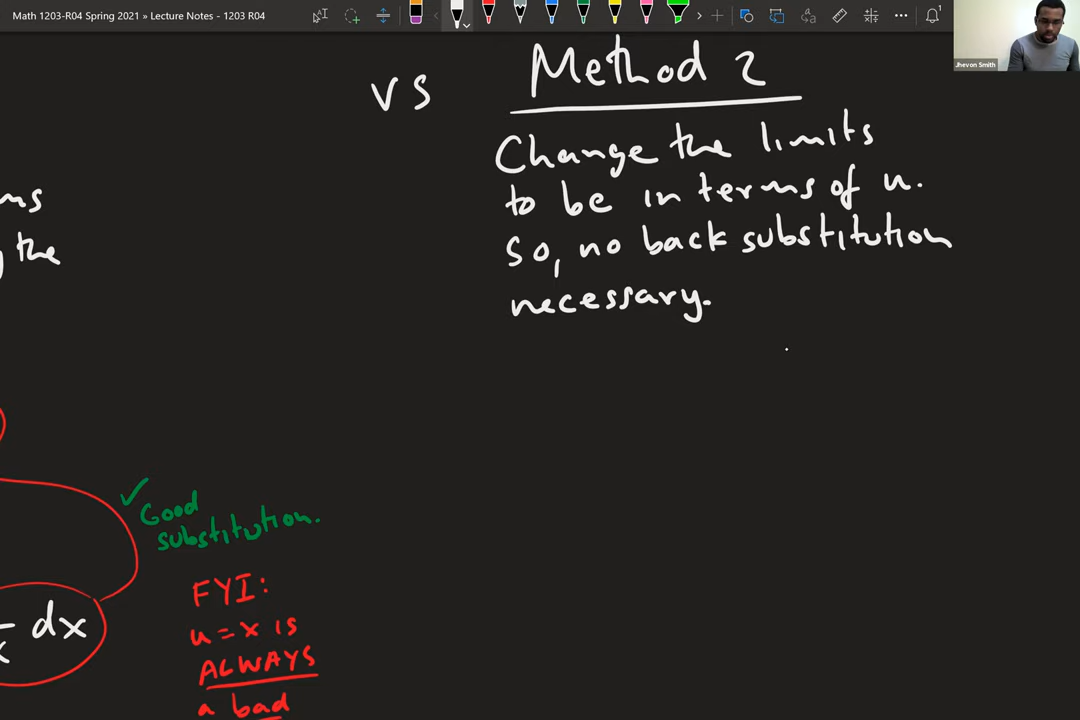 Math 1203-R04 Spring 2021 » Lecture Notes - 1203 R04
Jhevon Smith
vs Method 2
Change the limits
to be in terms of u.
So, no back substitution
necessary.
ms
the
✓ Good
substitution.
dx
FYI:
u = x is
ALWAYS
a bad